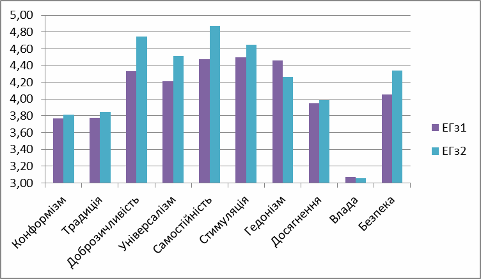 5,00
4,80
4,60
4,40
4,20
4,00
3,80
3,60
3,40
3,20
3,00
Конформізм
Традиція
Доброзичливість
Універсалізм
Самостійність
Стимуляція
Гедонізм
Досягнення
Влада
Безпека
ЕГз1
ЕГз2